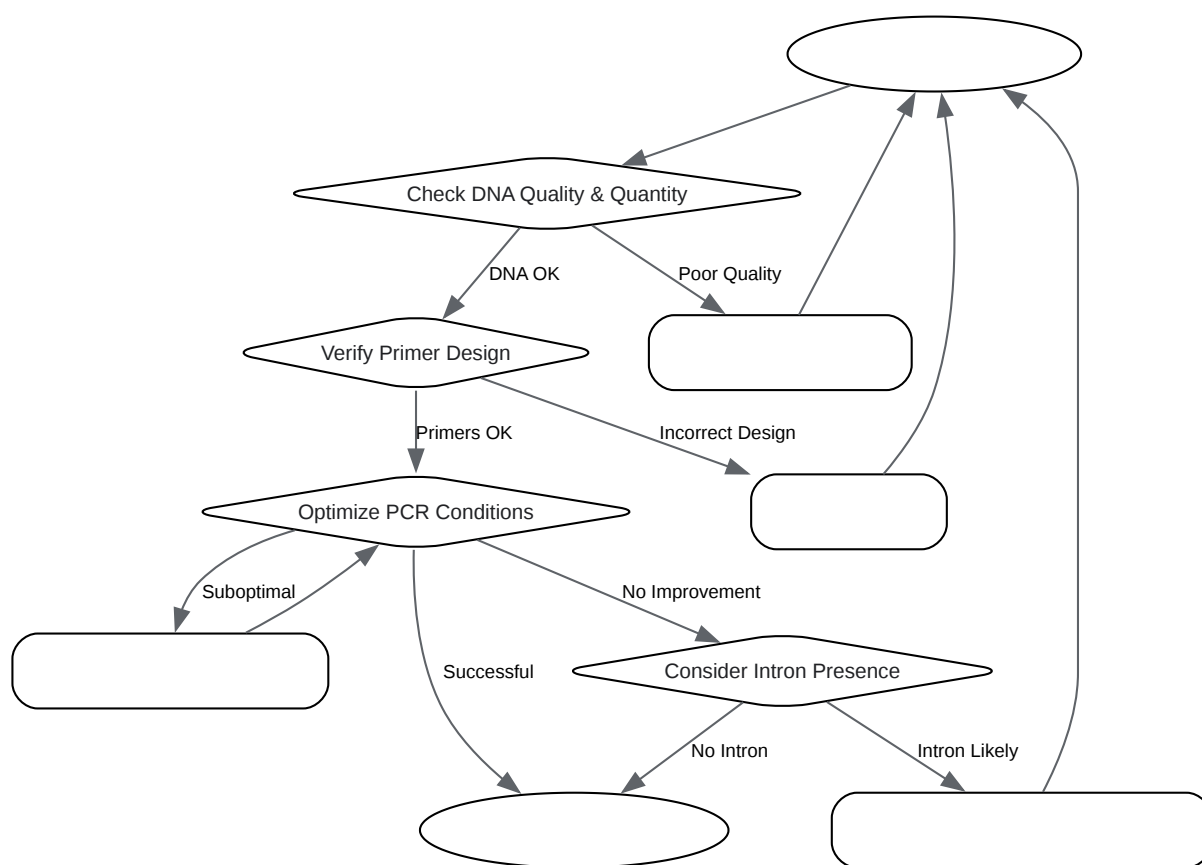 Check DNA Quality & Quantity
DNA OK
Poor Quality
Verify Primer Design
Primers OK
Incorrect Design
Optimize PCR Conditions
Suboptimal
No Improvement
Successful
Consider Intron Presence
No Intron
Intron Likely